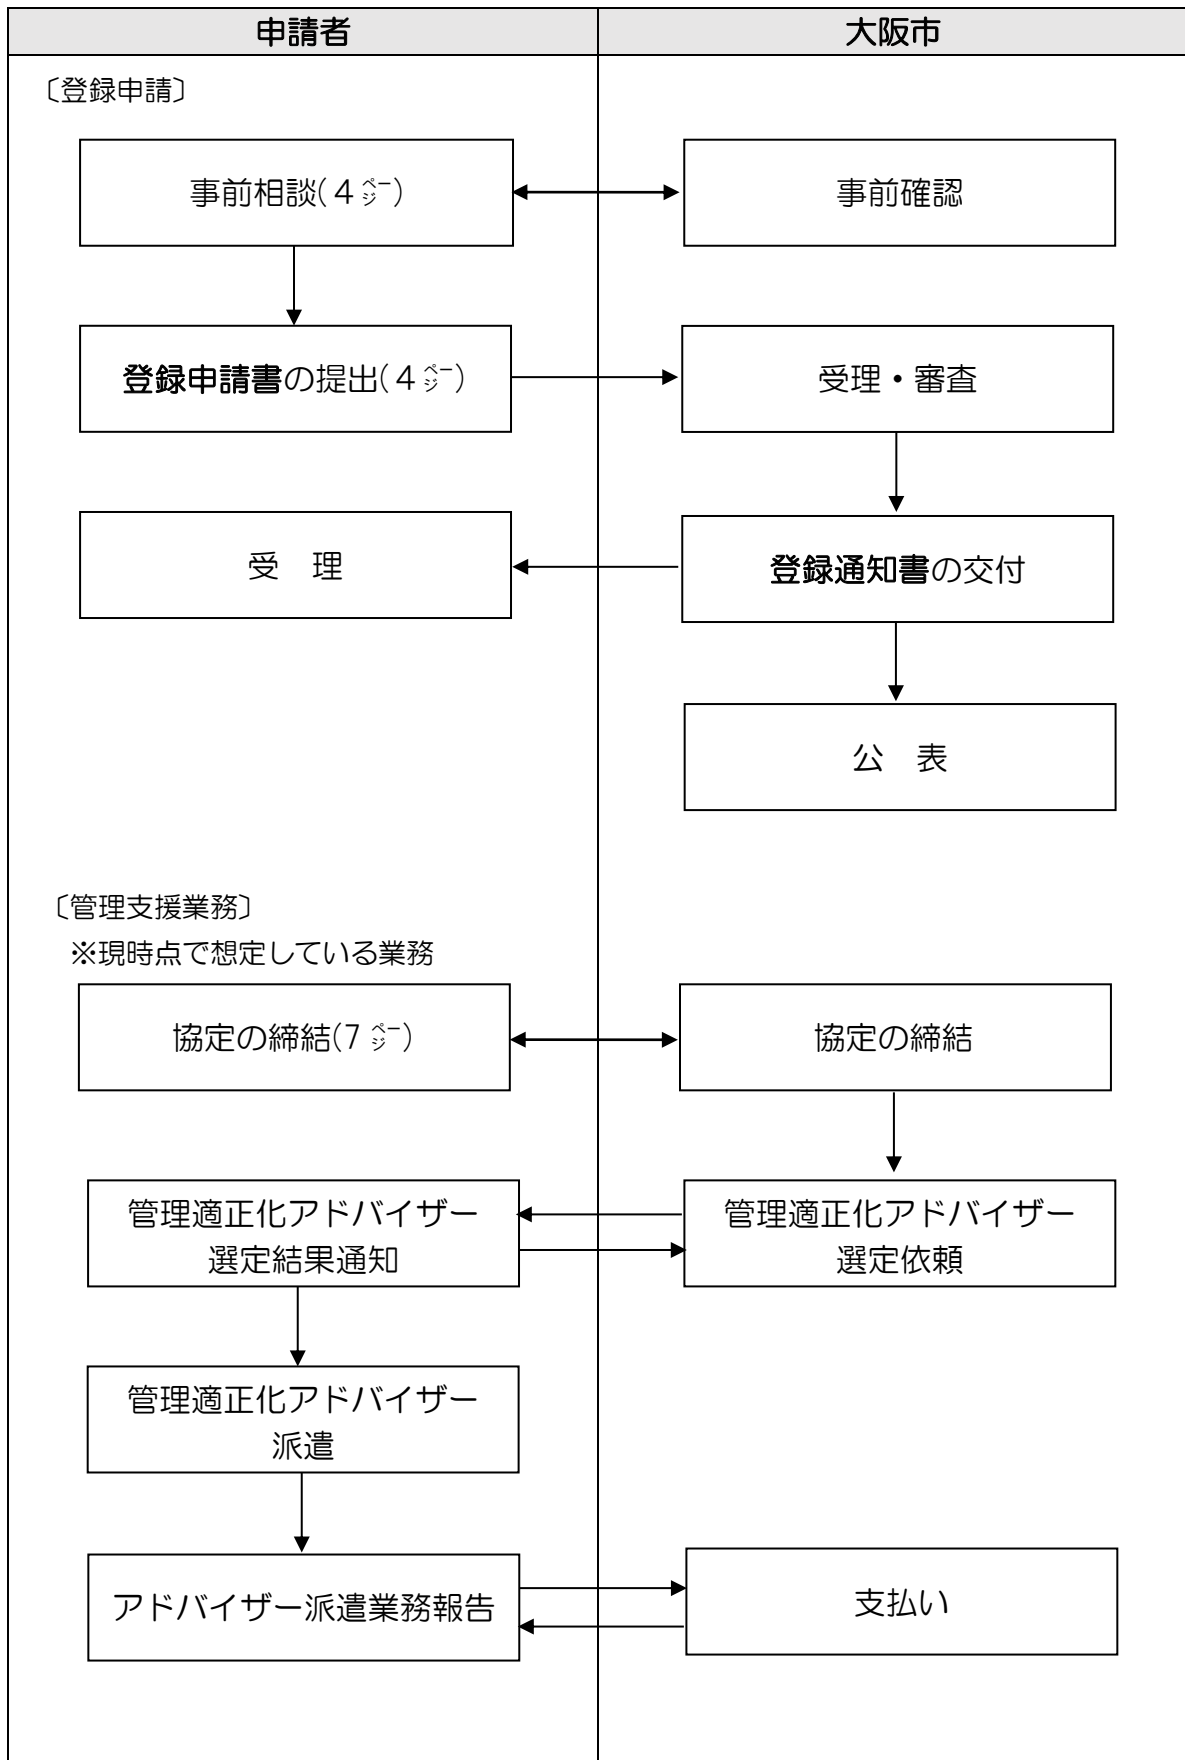 申請者
大阪市
〔登録申請〕
事前相談(４㌻)
事前確認
登録申請書の提出(４㌻)
受理・審査
受　理
登録通知書の交付
公　表
〔管理支援業務〕
※現時点で想定している業務
協定の締結(7㌻)
協定の締結
管理適正化アドバイザー
選定結果通知
管理適正化アドバイザー
選定依頼
管理適正化アドバイザー
派遣
アドバイザー派遣業務報告
支払い